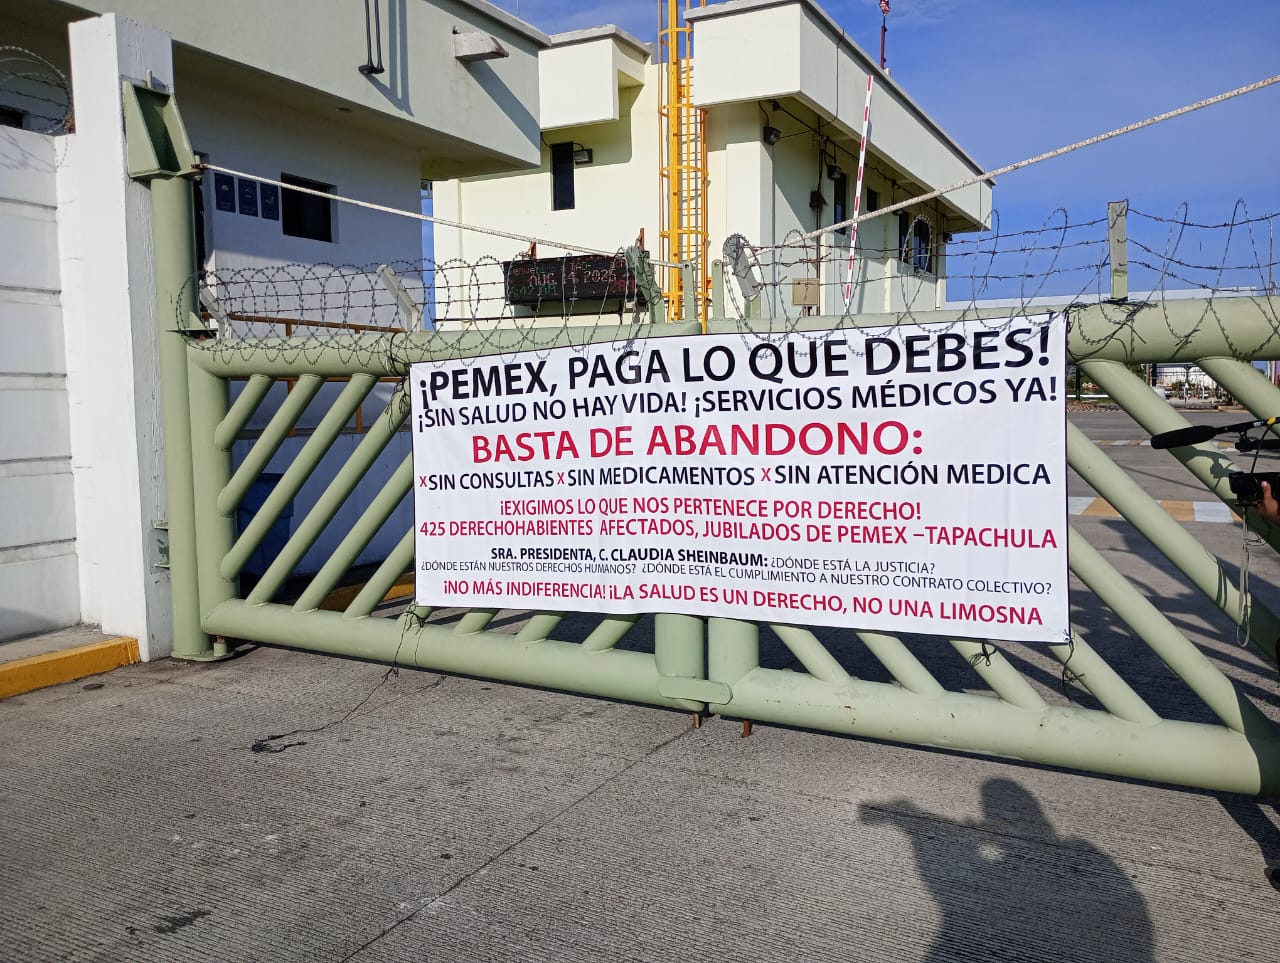 AUG 14 2025
¡PEMEX, PAGA LO QUE DEBES!
¡SIN SALUD NO HAY VIDA! ¡SERVICIOS MÉDICOS YA!
BASTA DE ABANDONO:
X SIN CONSULTAS X SIN MEDICAMENTOS X SIN ATENCIÓN MEDICA
¡EXIGIMOS LO QUE NOS PERTENECE POR DERECHO!
425 DERECHOHABIENTES AFECTADOS, JUBILADOS DE PEMEX –TAPACHULA
SRA. PRESIDENTA, C. CLAUDIA SHEINBAUM: ¿DÓNDE ESTÁ LA JUSTICIA?
¿DÓNDE ESTÁN NUESTROS DERECHOS HUMANOS? ¿DÓNDE ESTÁ EL CUMPLIMIENTO A NUESTRO CONTRATO COLECTIVO?
¡NO MÁS INDIFERENCIA! ¡LA SALUD ES UN DERECHO, NO UNA LIMOSNA